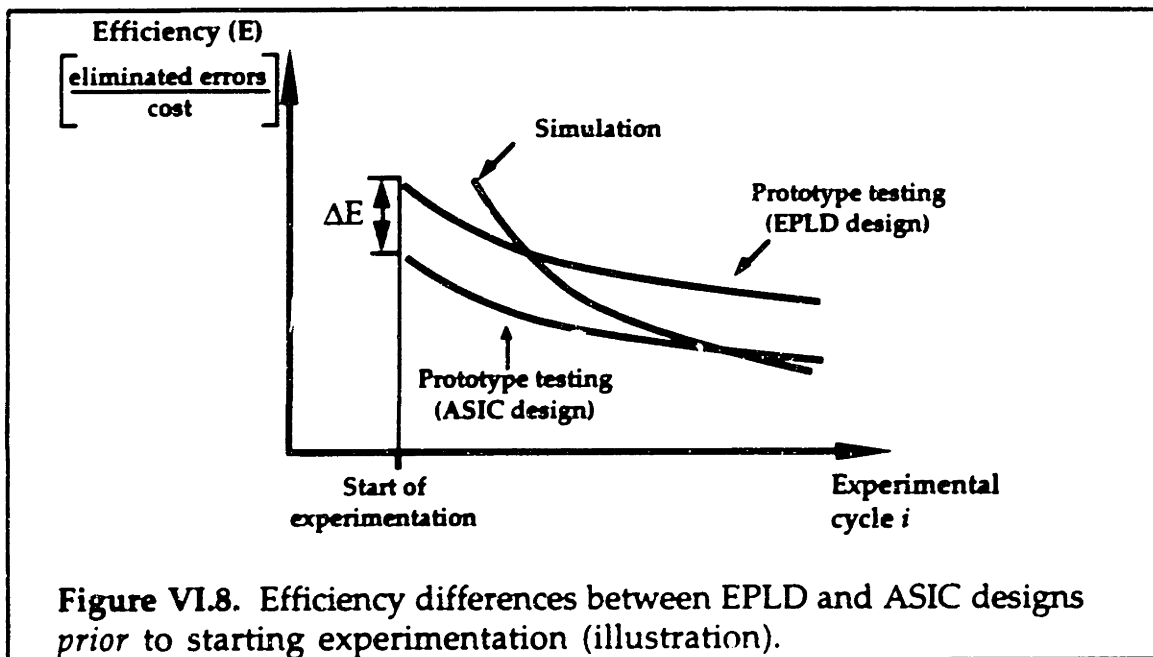 Efficiency (E)
eliminated errors
cost
Simulation
Prototype testing
(EPLD design)
ΔE
Prototype testing
(ASIC design)
Start of
experimentation
Experimental
cycle i
Figure VI.8. Efficiency differences between EPLD and ASIC designs
prior to starting experimentation (illustration).